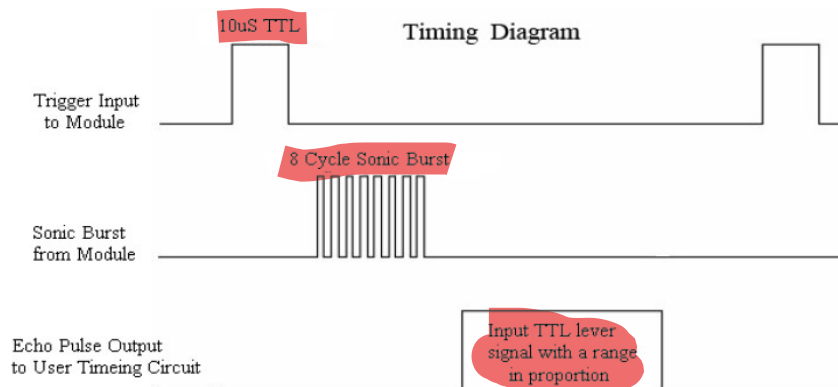 10uS TTL
Timing Diagram
Trigger Input
to Module
8 Cycle Sonic Burst
Sonic Burst
from Module
Echo Pulse Output
to User Timeing Circuit
Input TTL lever
signal with a range
in proportion